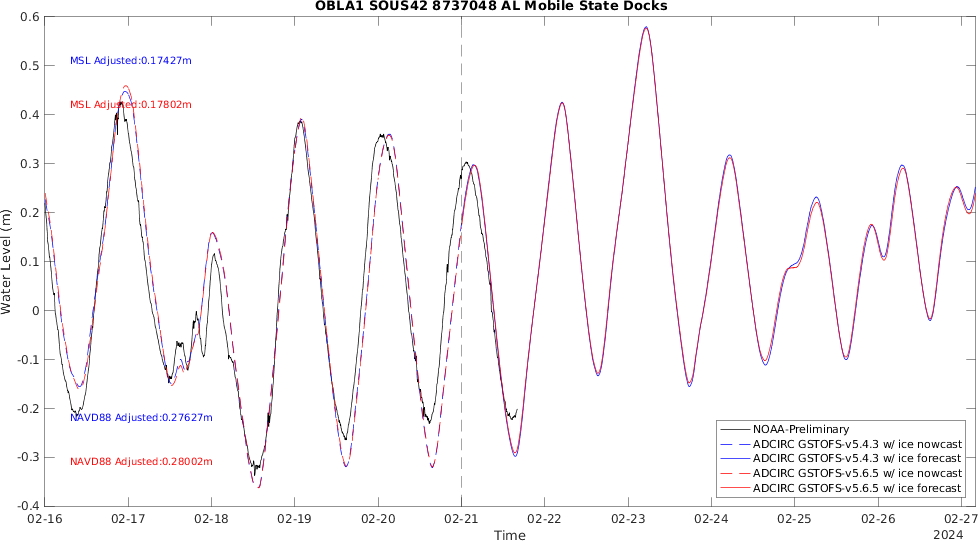 OBLA1 SOUS42 8737048 AL Mobile State Docks
0.6
0.5
0.4
0.3
0.2
0.1
0
-0.1
-0.2
-0.3
-0.4
Water Level (m)
MSL Adjusted:0.17427m
MSL Adjusted:0.17802m
NAVD88 Adjusted:0.27627m
NAVD88 Adjusted:0.28002m
NOAA-Preliminary
ADCIRC GSTOFS-v5.4.3 w/ ice nowcast
ADCIRC GSTOFS-v5.4.3 w/ ice forecast
ADCIRC GSTOFS-v5.6.5 w/ ice nowcast
ADCIRC GSTOFS-v5.6.5 w/ ice forecast
02-16 02-17 02-18 02-19 02-20 02-21 02-22 02-23 02-24 02-25 02-26 02-27
Time
2024